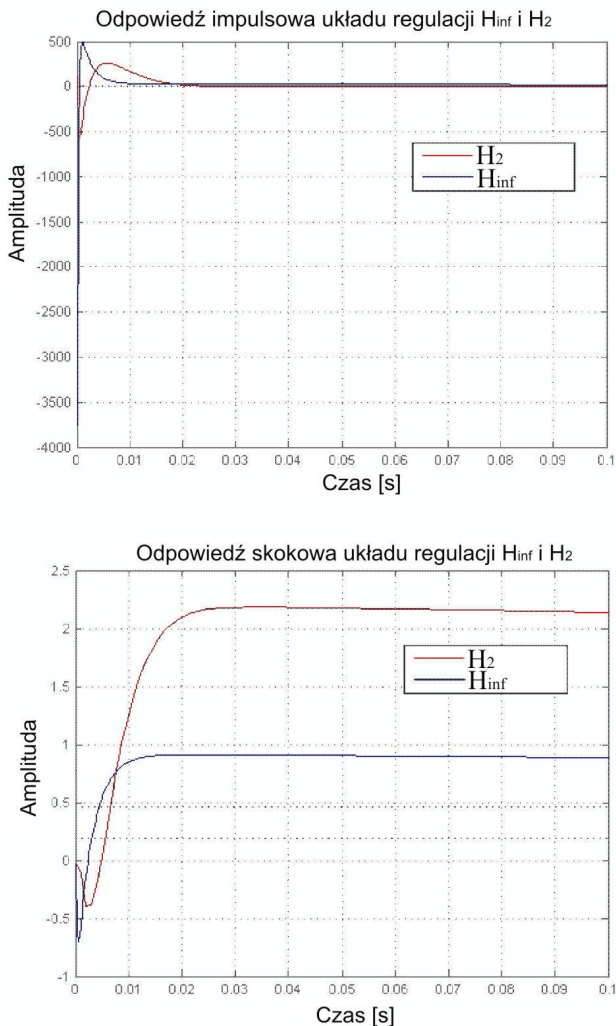 Odpowiedź impulsowa układu regulacji Hinf i H2
500
0
-500
-1000
-1500
-2000
-2500
-3000
-3500
-4000
Amplituda
H2
Hinf
0 0.01 0.02 0.03 0.04 0.05 0.06 0.07 0.08 0.09 0.1
Czas [s]
Odpowiedź skokowa układu regulacji Hinf i H2
2.5
2
1.5
1
0.5
0
-0.5
-1
Amplituda
H2
Hinf
0 0.01 0.02 0.03 0.04 0.05 0.06 0.07 0.08 0.09 0.1
Czas [s]